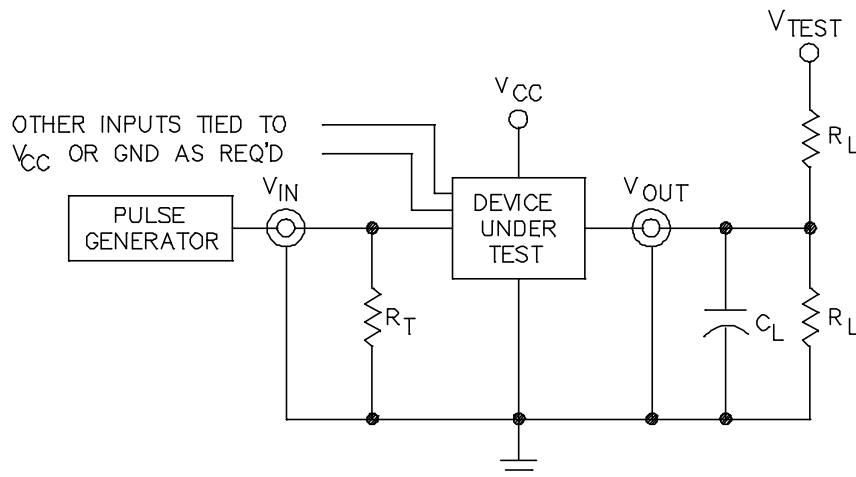 V_TEST
V_CC
OTHER INPUTS TIED TO
V_CC OR GND AS REQ'D
R_L
V_IN
V_OUT
PULSE
GENERATOR
DEVICE
UNDER
TEST
R_T
C_L
R_L